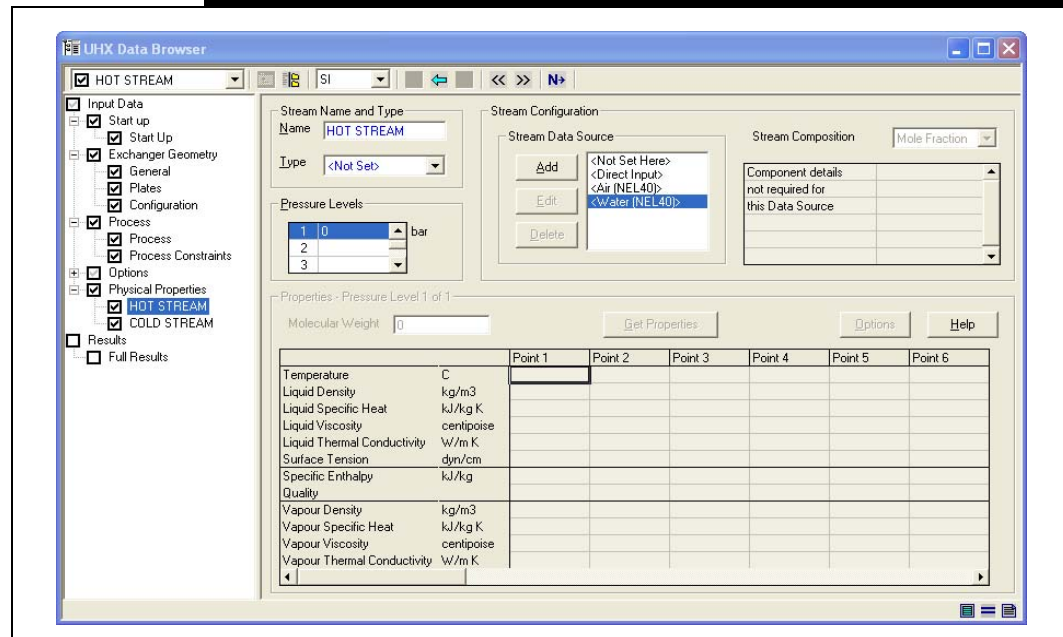 UHX Data Browser
HOT STREAM
SI
N→
Input Data
Start up
Start Up
Exchanger Geometry
General
Plates
Configuration
Process
Process
Process Constraints
Options
Physical Properties
HOT STREAM
COLD STREAM
Results
Full Results
Stream Name and Type
Name HOT STREAM
Type <Not Set>
Pressure Levels
1 0 bar
2
3
Stream Configuration
Stream Data Source
Add
Edit
Delete
<Not Set Here>
<Direct Input>
<Air (NEL40)>
<Water (NEL40)>
Stream Composition Mole Fraction
Component details
not required for
this Data Source
Properties - Pressure Level 1 of 1
Molecular Weight 0 Get Properties Options Help
Point 1 Point 2 Point 3 Point 4 Point 5 Point 6
Temperature C
Liquid Density kg/m3
Liquid Specific Heat kJ/kg K
Liquid Viscosity centipoise
Liquid Thermal Conductivity W/m K
Surface Tension dyn/cm
Specific Enthalpy kJ/kg
Quality
Vapour Density kg/m3
Vapour Specific Heat kJ/kg K
Vapour Viscosity centipoise
Vapour Thermal Conductivity W/m K